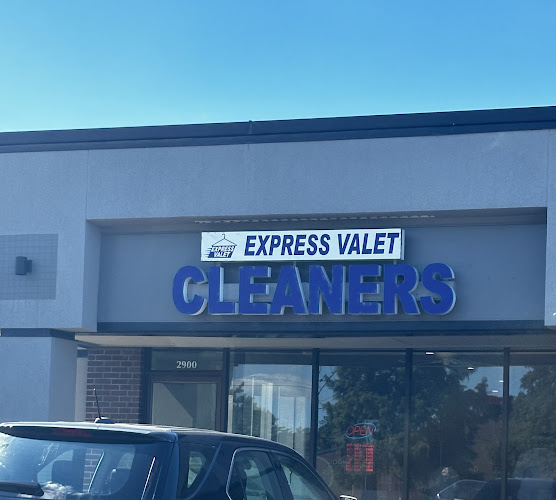 EXPRESS VALET
EXPRESS VALET
CLEANERS
2900
OPEN